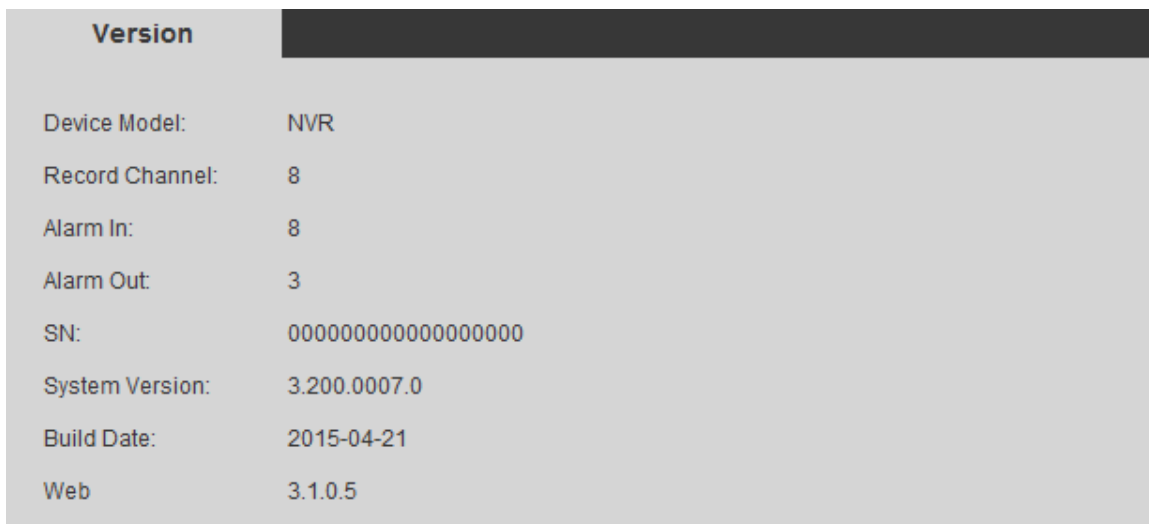 Version
Device Model: NVR
Record Channel: 8
Alarm In: 8
Alarm Out: 3
SN: 000000000000000000
System Version: 3.200.0007.0
Build Date: 2015-04-21
Web 3.1.0.5